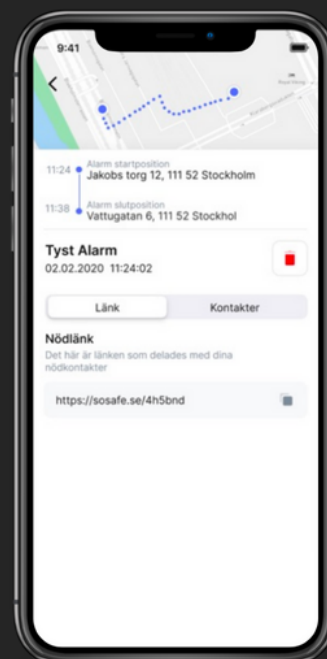 9:41
11:24 Alarm startposition
Jakobs torg 12, 111 52 Stockholm
11:38 Alarm slutposition
Vattugatan 6, 111 52 Stockhol
Tyst Alarm
02.02.2020 11:24:02
Länk Kontakter
Nödlänk
Det här är länken som delades med dina
nödkontakter
https://sosafe.se/4h5bnd